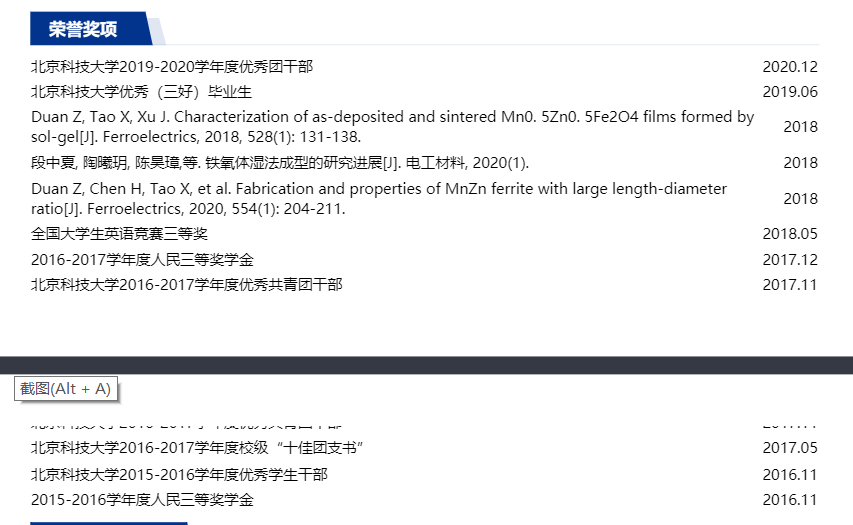 荣誉奖项
北京科技大学2019-2020学年度优秀团干部 2020.12
北京科技大学优秀（三好）毕业生 2019.06
Duan Z, Tao X, Xu J. Characterization of as-deposited and sintered Mn0. 5Zn0. 5Fe2O4 films formed by
sol-gel[J]. Ferroelectrics, 2018, 528(1): 131-138. 2018
段中夏, 陶曦玥, 陈昊璋,等. 铁氧体湿法成型的研究进展[J]. 电工材料, 2020(1). 2018
Duan Z, Chen H, Tao X, et al. Fabrication and properties of MnZn ferrite with large length-diameter
ratio[J]. Ferroelectrics, 2020, 554(1): 204-211. 2018
全国大学生英语竞赛三等奖 2018.05
2016-2017学年度人民三等奖学金 2017.12
北京科技大学2016-2017学年度优秀共青团干部 2017.11
截图(Alt + A)
北京科技大学2016-2017学年度校级“十佳团支书” 2017.05
北京科技大学2015-2016学年度优秀学生干部 2016.11
2015-2016学年度人民三等奖学金 2016.11